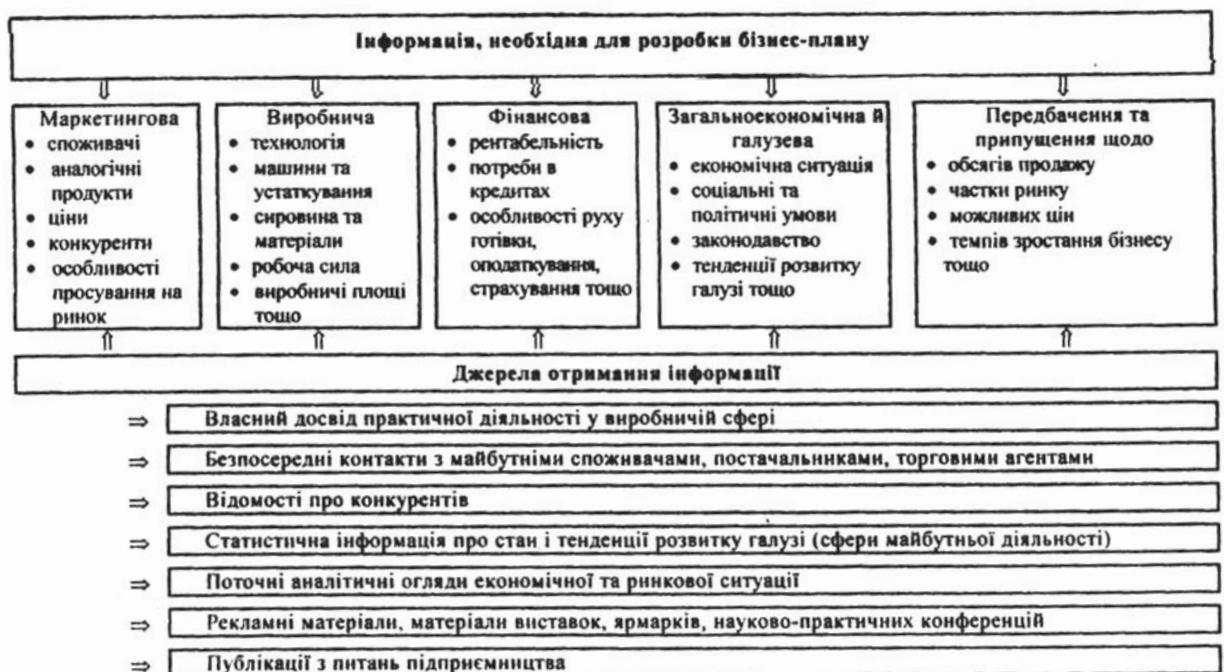 Інформація, необхідна для розробки бізнес-плану
Маркетингова
• споживачі
• аналогічні
продукти
• ціни
• конкуренти
• особливості
просування на
ринок
Виробнича
• технологія
• машини та
устаткування
• сировина та
матеріали
• робоча сила
• виробничі площі
тощо
Фінансова
• рентабельність
• потреби в
кредитах
• особливості руху
готівки,
оподаткування,
страхування тощо
Загальноекономічна й
галузева
• економічна ситуація
• соціальні та
політичні умови
• законодавство
• тенденції розвитку
галузі тощо
Передбачення та
припущення щодо
• обсягів продажу
• частки ринку
• можливих цін
• темпів зростання бізнесу
тощо
Джерела отримання інформації
⇒ Власний досвід практичної діяльності у виробничій сфері
⇒ Безпосередні контакти з майбутніми споживачами, постачальниками, торговими агентами
⇒ Відомості про конкурентів
⇒ Статистична інформація про стан і тенденції розвитку галузі (сфери майбутньої діяльності)
⇒ Поточні аналітичні огляди економічної та ринкової ситуації
⇒ Рекламні матеріали, матеріали виставок, ярмарків, науково-практичних конференцій
⇒ Публікації з питань підприємництва